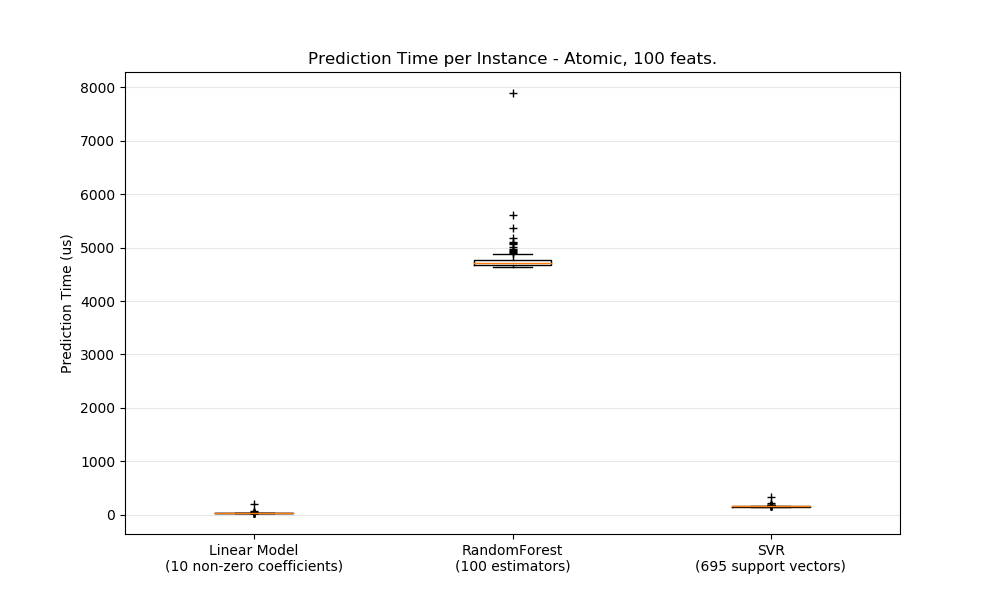 Prediction Time per Instance - Atomic, 100 feats.
Prediction Time (us)
8000
7000
6000
5000
4000
3000
2000
1000
0
Linear Model
(10 non-zero coefficients)
RandomForest
(100 estimators)
SVR
(695 support vectors)